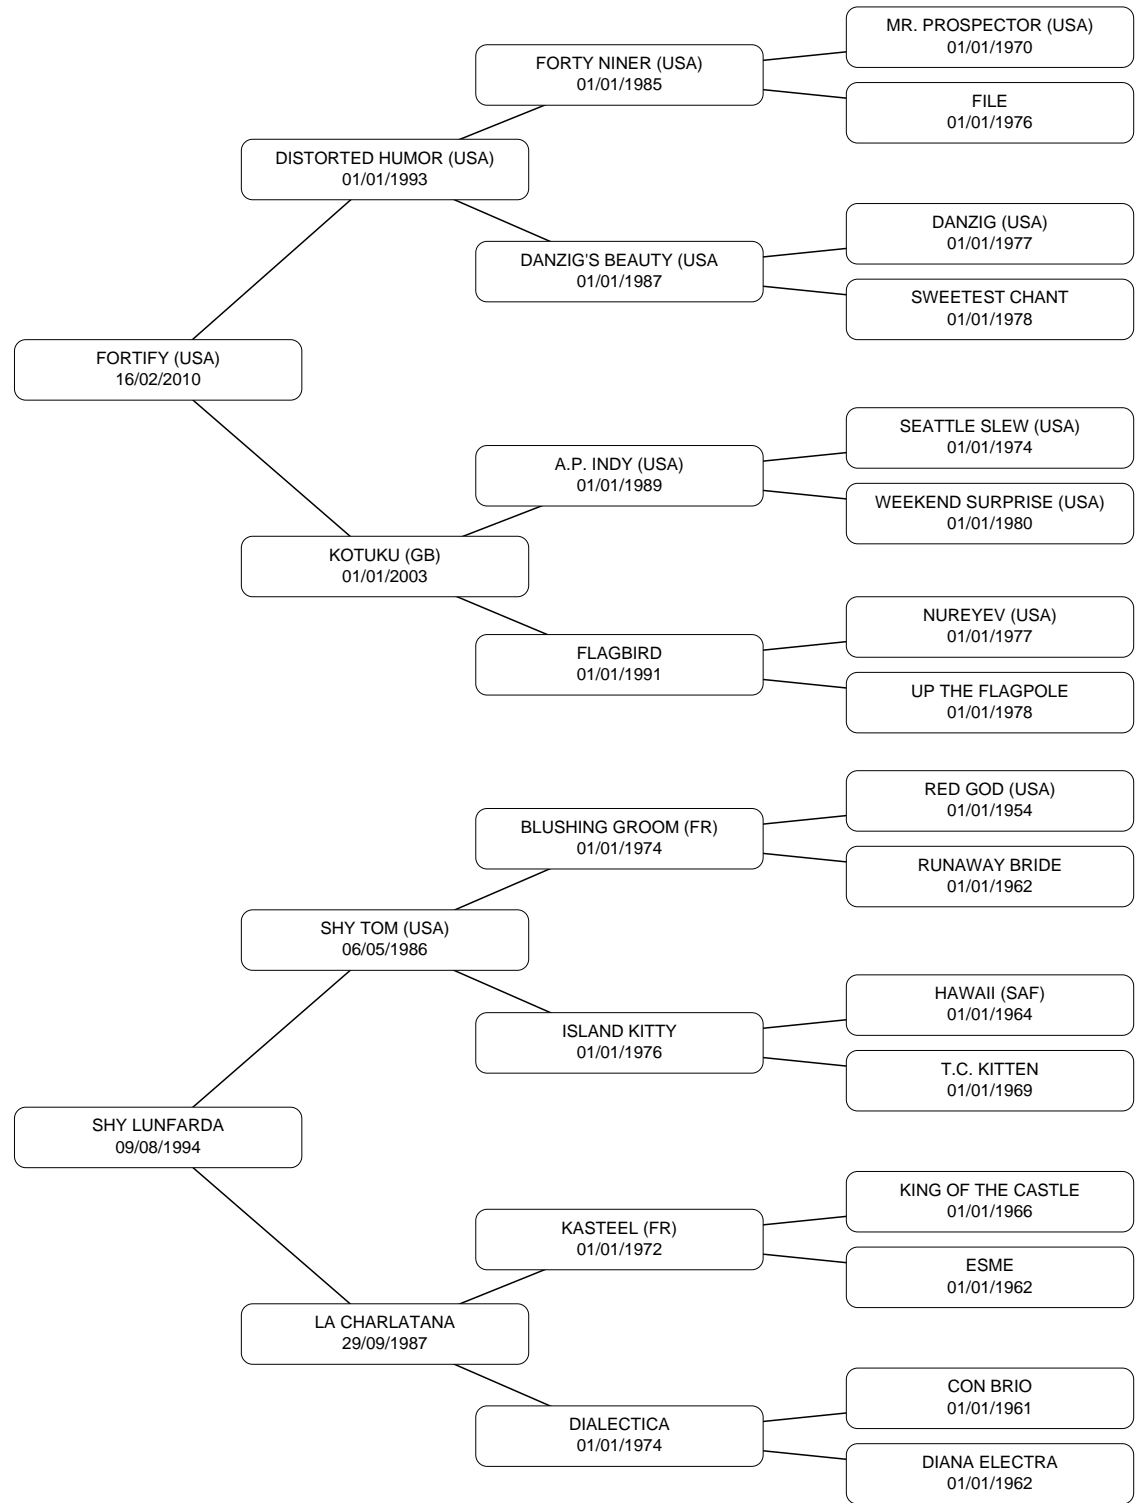 MR. PROSPECTOR (USA)
01/01/1970
FORTY NINER (USA)
01/01/1985
FILE
01/01/1976
DISTORTED HUMOR (USA)
01/01/1993
DANZIG (USA)
01/01/1977
DANZIG'S BEAUTY (USA
01/01/1987
SWEETEST CHANT
01/01/1978
FORTIFY (USA)
16/02/2010
SEATTLE SLEW (USA)
01/01/1974
A.P. INDY (USA)
01/01/1989
WEEKEND SURPRISE (USA)
01/01/1980
KOTUKU (GB)
01/01/2003
NUREYEV (USA)
01/01/1977
FLAGBIRD
01/01/1991
UP THE FLAGPOLE
01/01/1978
RED GOD (USA)
01/01/1954
BLUSHING GROOM (FR)
01/01/1974
RUNAWAY BRIDE
01/01/1962
SHY TOM (USA)
06/05/1986
HAWAII (SAF)
01/01/1964
ISLAND KITTY
01/01/1976
T.C. KITTEN
01/01/1969
SHY LUNFARDA
09/08/1994
KING OF THE CASTLE
01/01/1966
KASTEEL (FR)
01/01/1972
ESME
01/01/1962
LA CHARLATANA
29/09/1987
CON BRIO
01/01/1961
DIALECTICA
01/01/1974
DIANA ELECTRA
01/01/1962